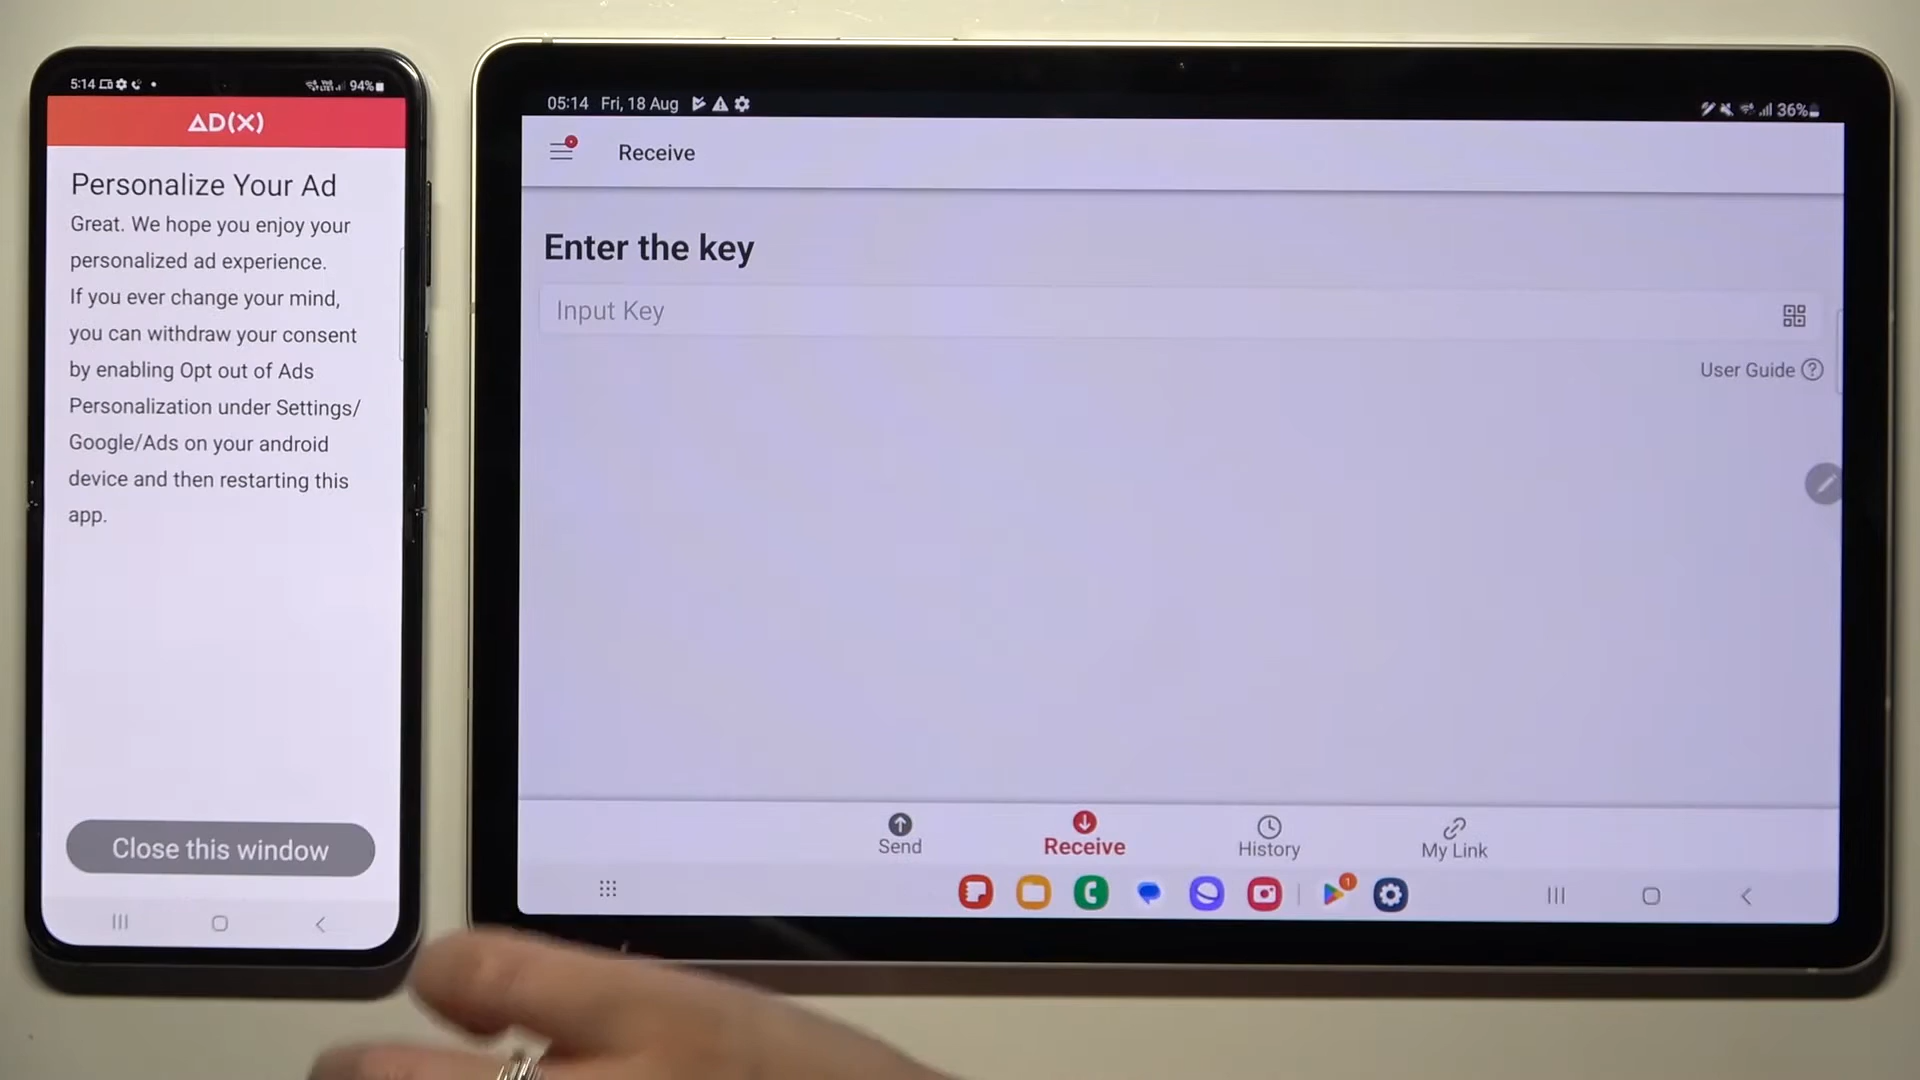 5:14
94%
AD(X)
Personalize Your Ad
Great. We hope you enjoy your
personalized ad experience.
If you ever change your mind,
you can withdraw your consent
by enabling Opt out of Ads
Personalization under Settings/
Google/Ads on your android
device and then restarting this
app.
Close this window
05:14 Fri, 18 Aug
36%
Receive
Enter the key
Input Key
User Guide ?
Send
Receive
History
My Link
1